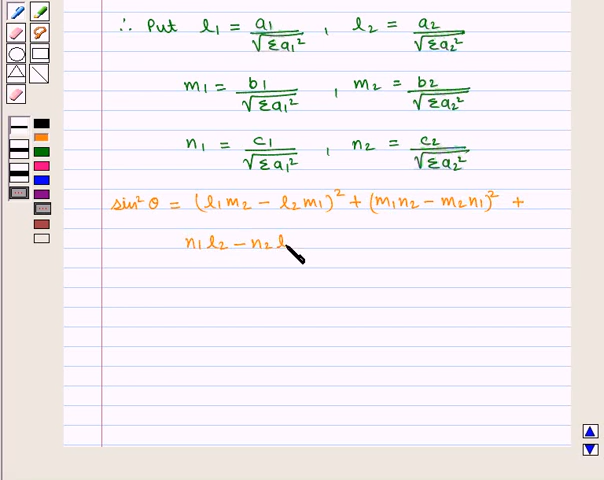 ∴ Put l₁ = a₁/√Σa₁² , l₂ = a₂/√Σa₂²
m₁ = b₁/√Σa₁² , m₂ = b₂/√Σa₂²
n₁ = c₁/√Σa₁² , n₂ = c₂/√Σa₂²
sin² θ = (l₁m₂ − l₂m₁)² + (m₁n₂ − m₂n₁)² +
n₁l₂ − n₂l